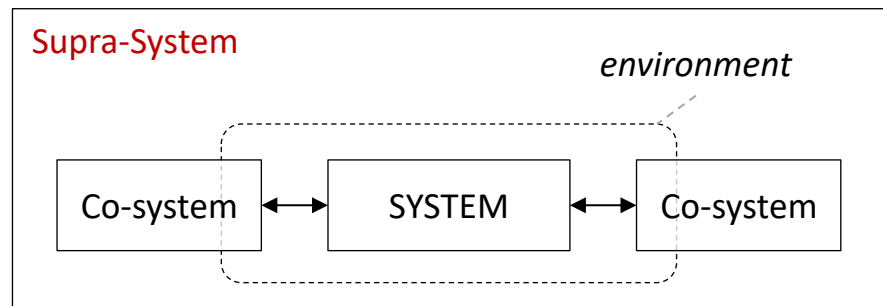 Supra-System
environment
Co-system
SYSTEM
Co-system